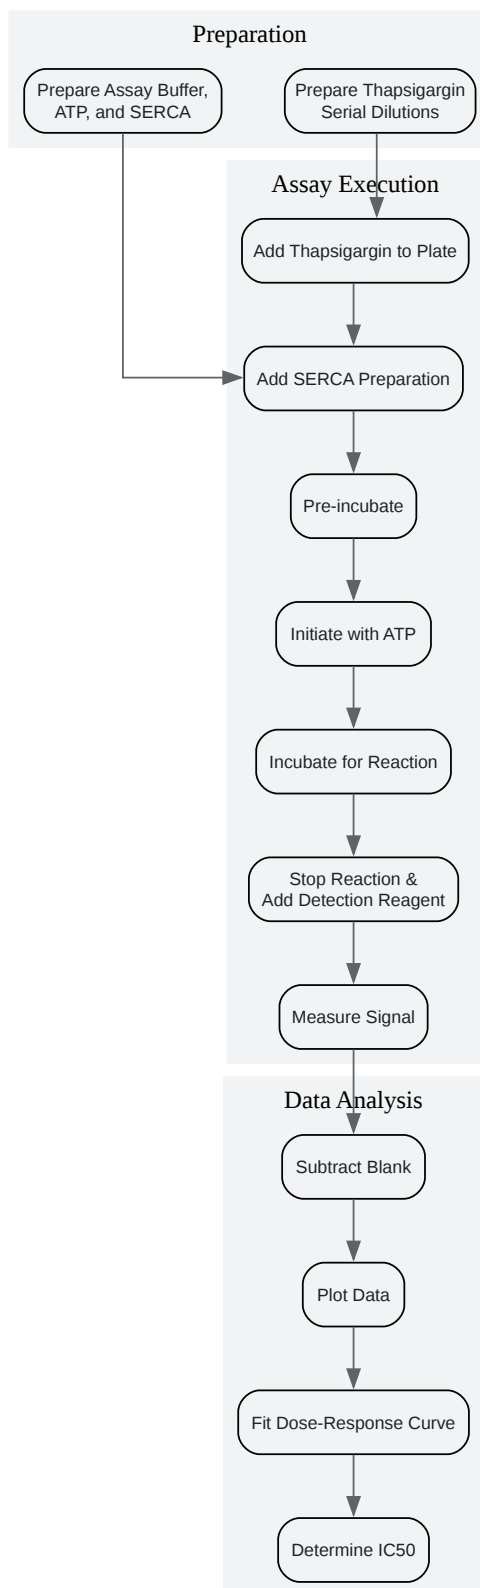 Preparation
Prepare Assay Buffer,
ATP, and SERCA
Prepare Thapsigargin
Serial Dilutions
Assay Execution
Add Thapsigargin to Plate
Add SERCA Preparation
Pre-incubate
Initiate with ATP
Incubate for Reaction
Stop Reaction &
Add Detection Reagent
Measure Signal
Data Analysis
Subtract Blank
Plot Data
Fit Dose-Response Curve
Determine IC50